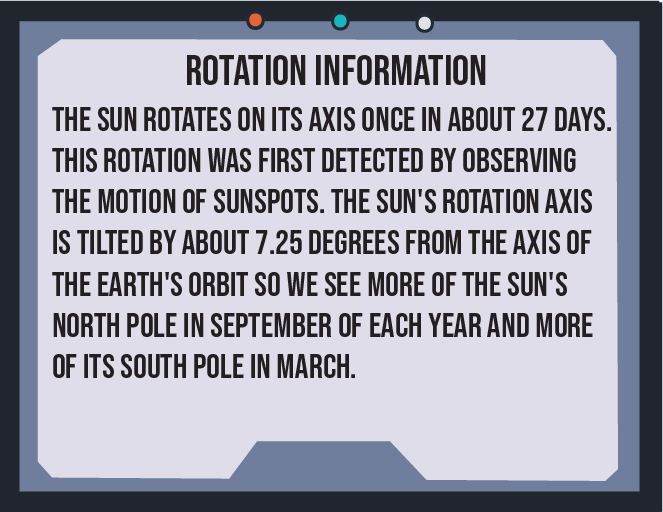 ROTATION INFORMATION
THE SUN ROTATES ON ITS AXIS ONCE IN ABOUT 27 DAYS.
THIS ROTATION WAS FIRST DETECTED BY OBSERVING
THE MOTION OF SUNSPOTS. THE SUN'S ROTATION AXIS
IS TILTED BY ABOUT 7.25 DEGREES FROM THE AXIS OF
THE EARTH'S ORBIT SO WE SEE MORE OF THE SUN'S
NORTH POLE IN SEPTEMBER OF EACH YEAR AND MORE
OF ITS SOUTH POLE IN MARCH.